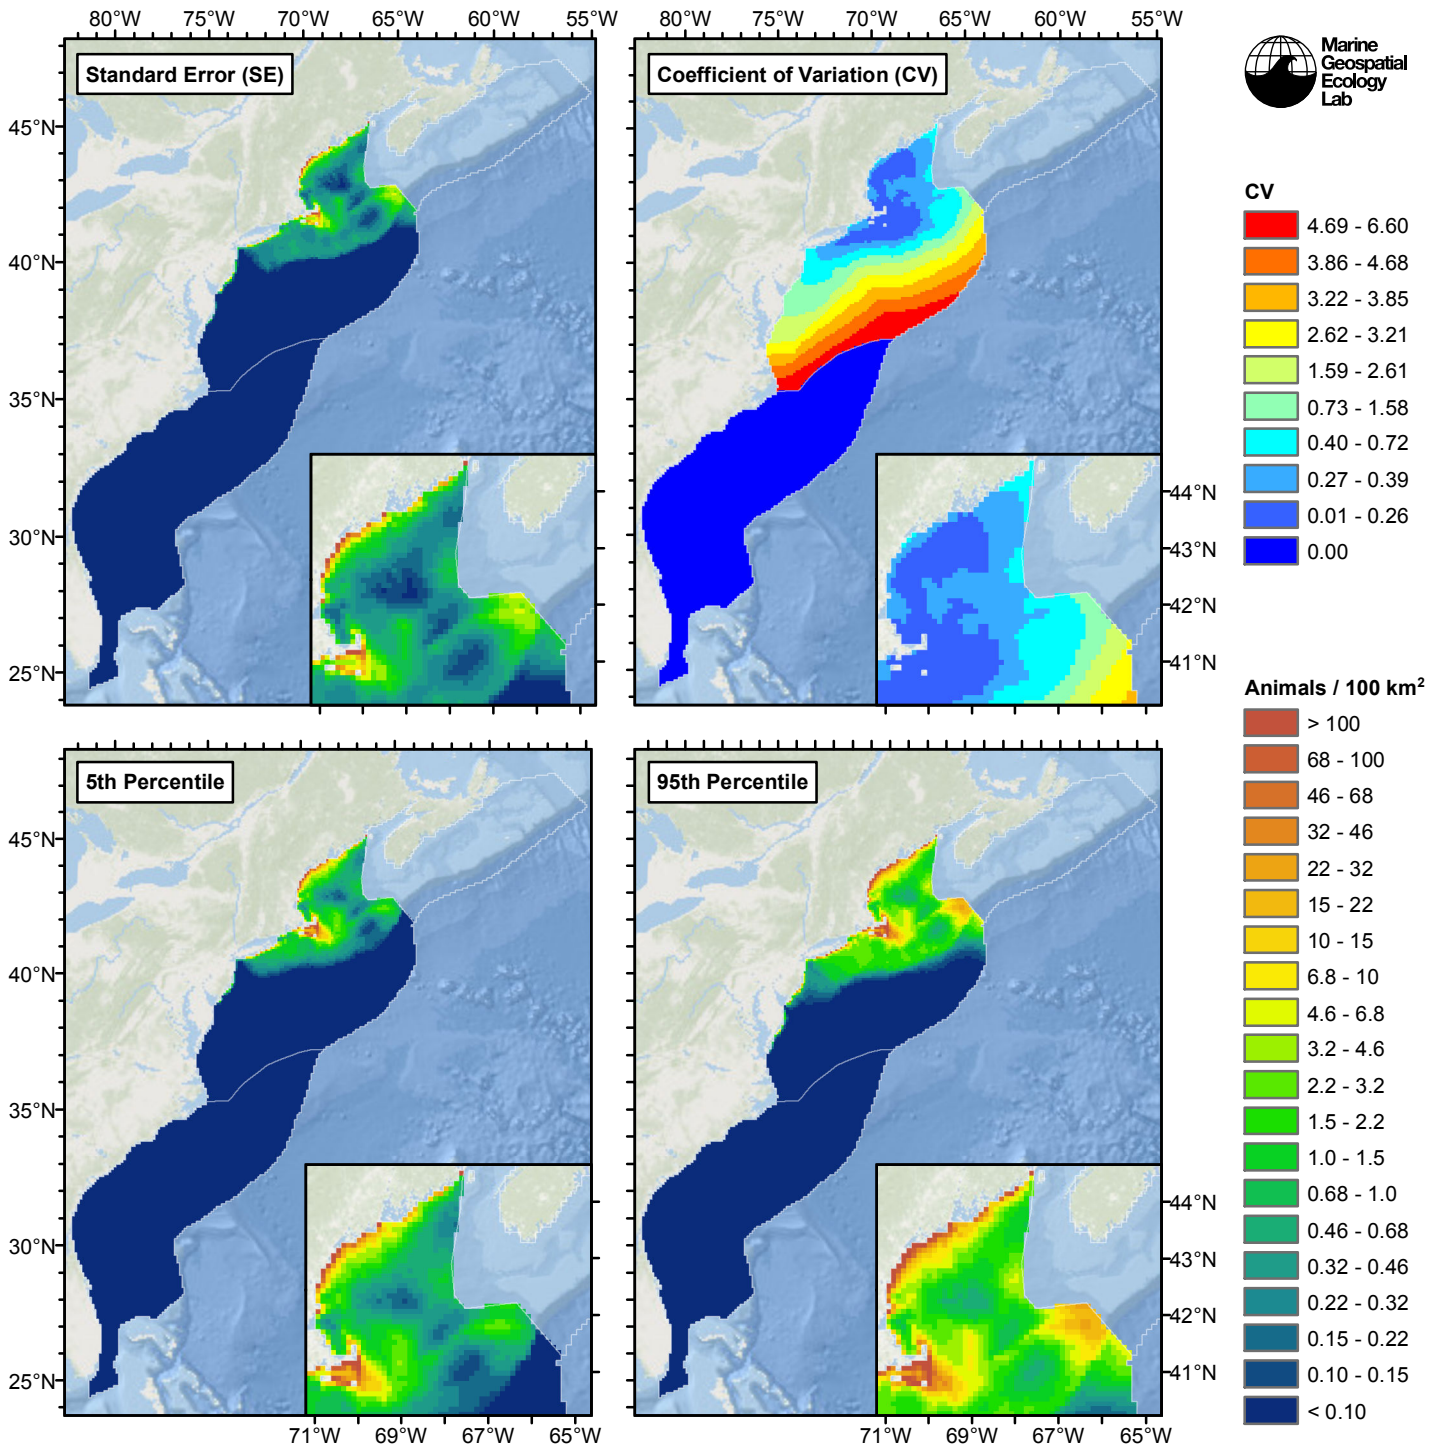 80°W 75°W 70°W 65°W 60°W 55°W
80°W 75°W 70°W 65°W 60°W 55°W
Standard Error (SE)
Coefficient of Variation (CV)
Marine
Geospatial
Ecology
Lab
45°N
40°N
35°N
30°N
25°N
44°N
43°N
42°N
41°N
CV
4.69 - 6.60
3.86 - 4.68
3.22 - 3.85
2.62 - 3.21
1.59 - 2.61
0.73 - 1.58
0.40 - 0.72
0.27 - 0.39
0.01 - 0.26
0.00
5th Percentile
95th Percentile
45°N
40°N
35°N
30°N
25°N
44°N
43°N
42°N
41°N
71°W 69°W 67°W 65°W
71°W 69°W 67°W 65°W
Animals / 100 km²
> 100
68 - 100
46 - 68
32 - 46
22 - 32
15 - 22
10 - 15
6.8 - 10
4.6 - 6.8
3.2 - 4.6
2.2 - 3.2
1.5 - 2.2
1.0 - 1.5
0.68 - 1.0
0.46 - 0.68
0.32 - 0.46
0.22 - 0.32
0.15 - 0.22
0.10 - 0.15
< 0.10